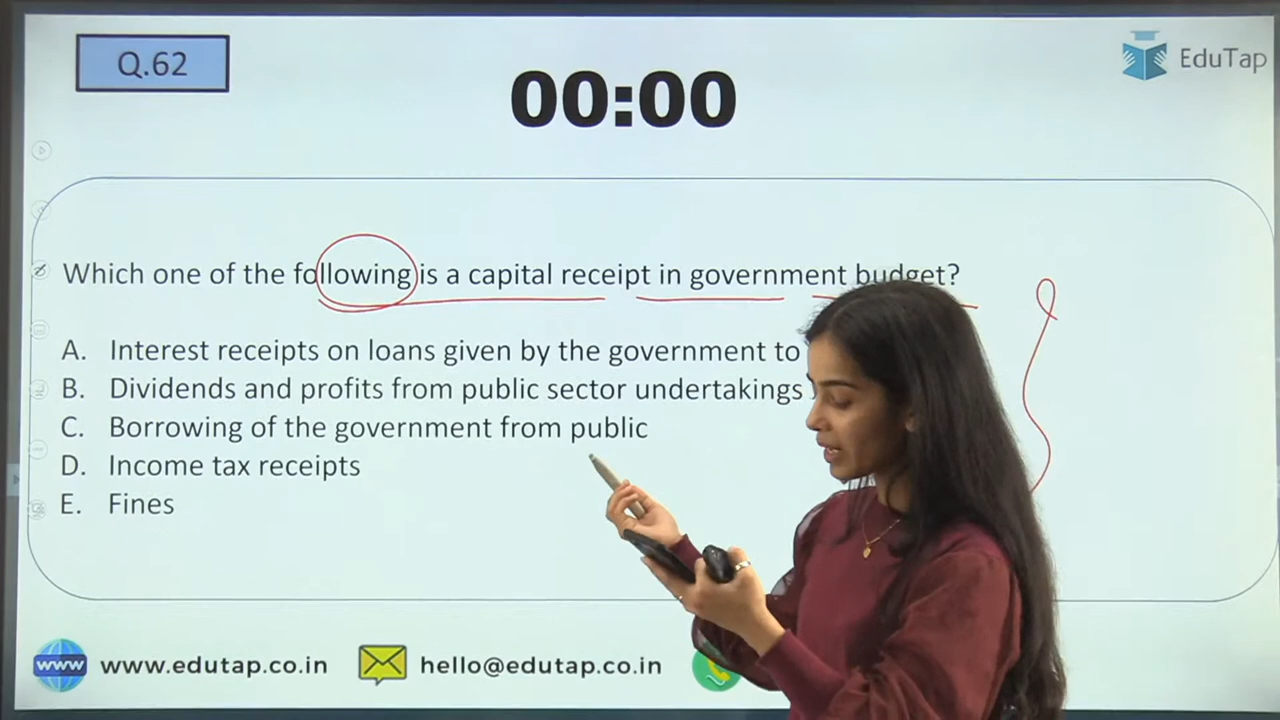 Q.62
00:00
EduTap
Which one of the following is a capital receipt in government budget?
A. Interest receipts on loans given by the government to
B. Dividends and profits from public sector undertakings
C. Borrowing of the government from public
D. Income tax receipts
E. Fines
www www.edutap.co.in hello@edutap.co.in